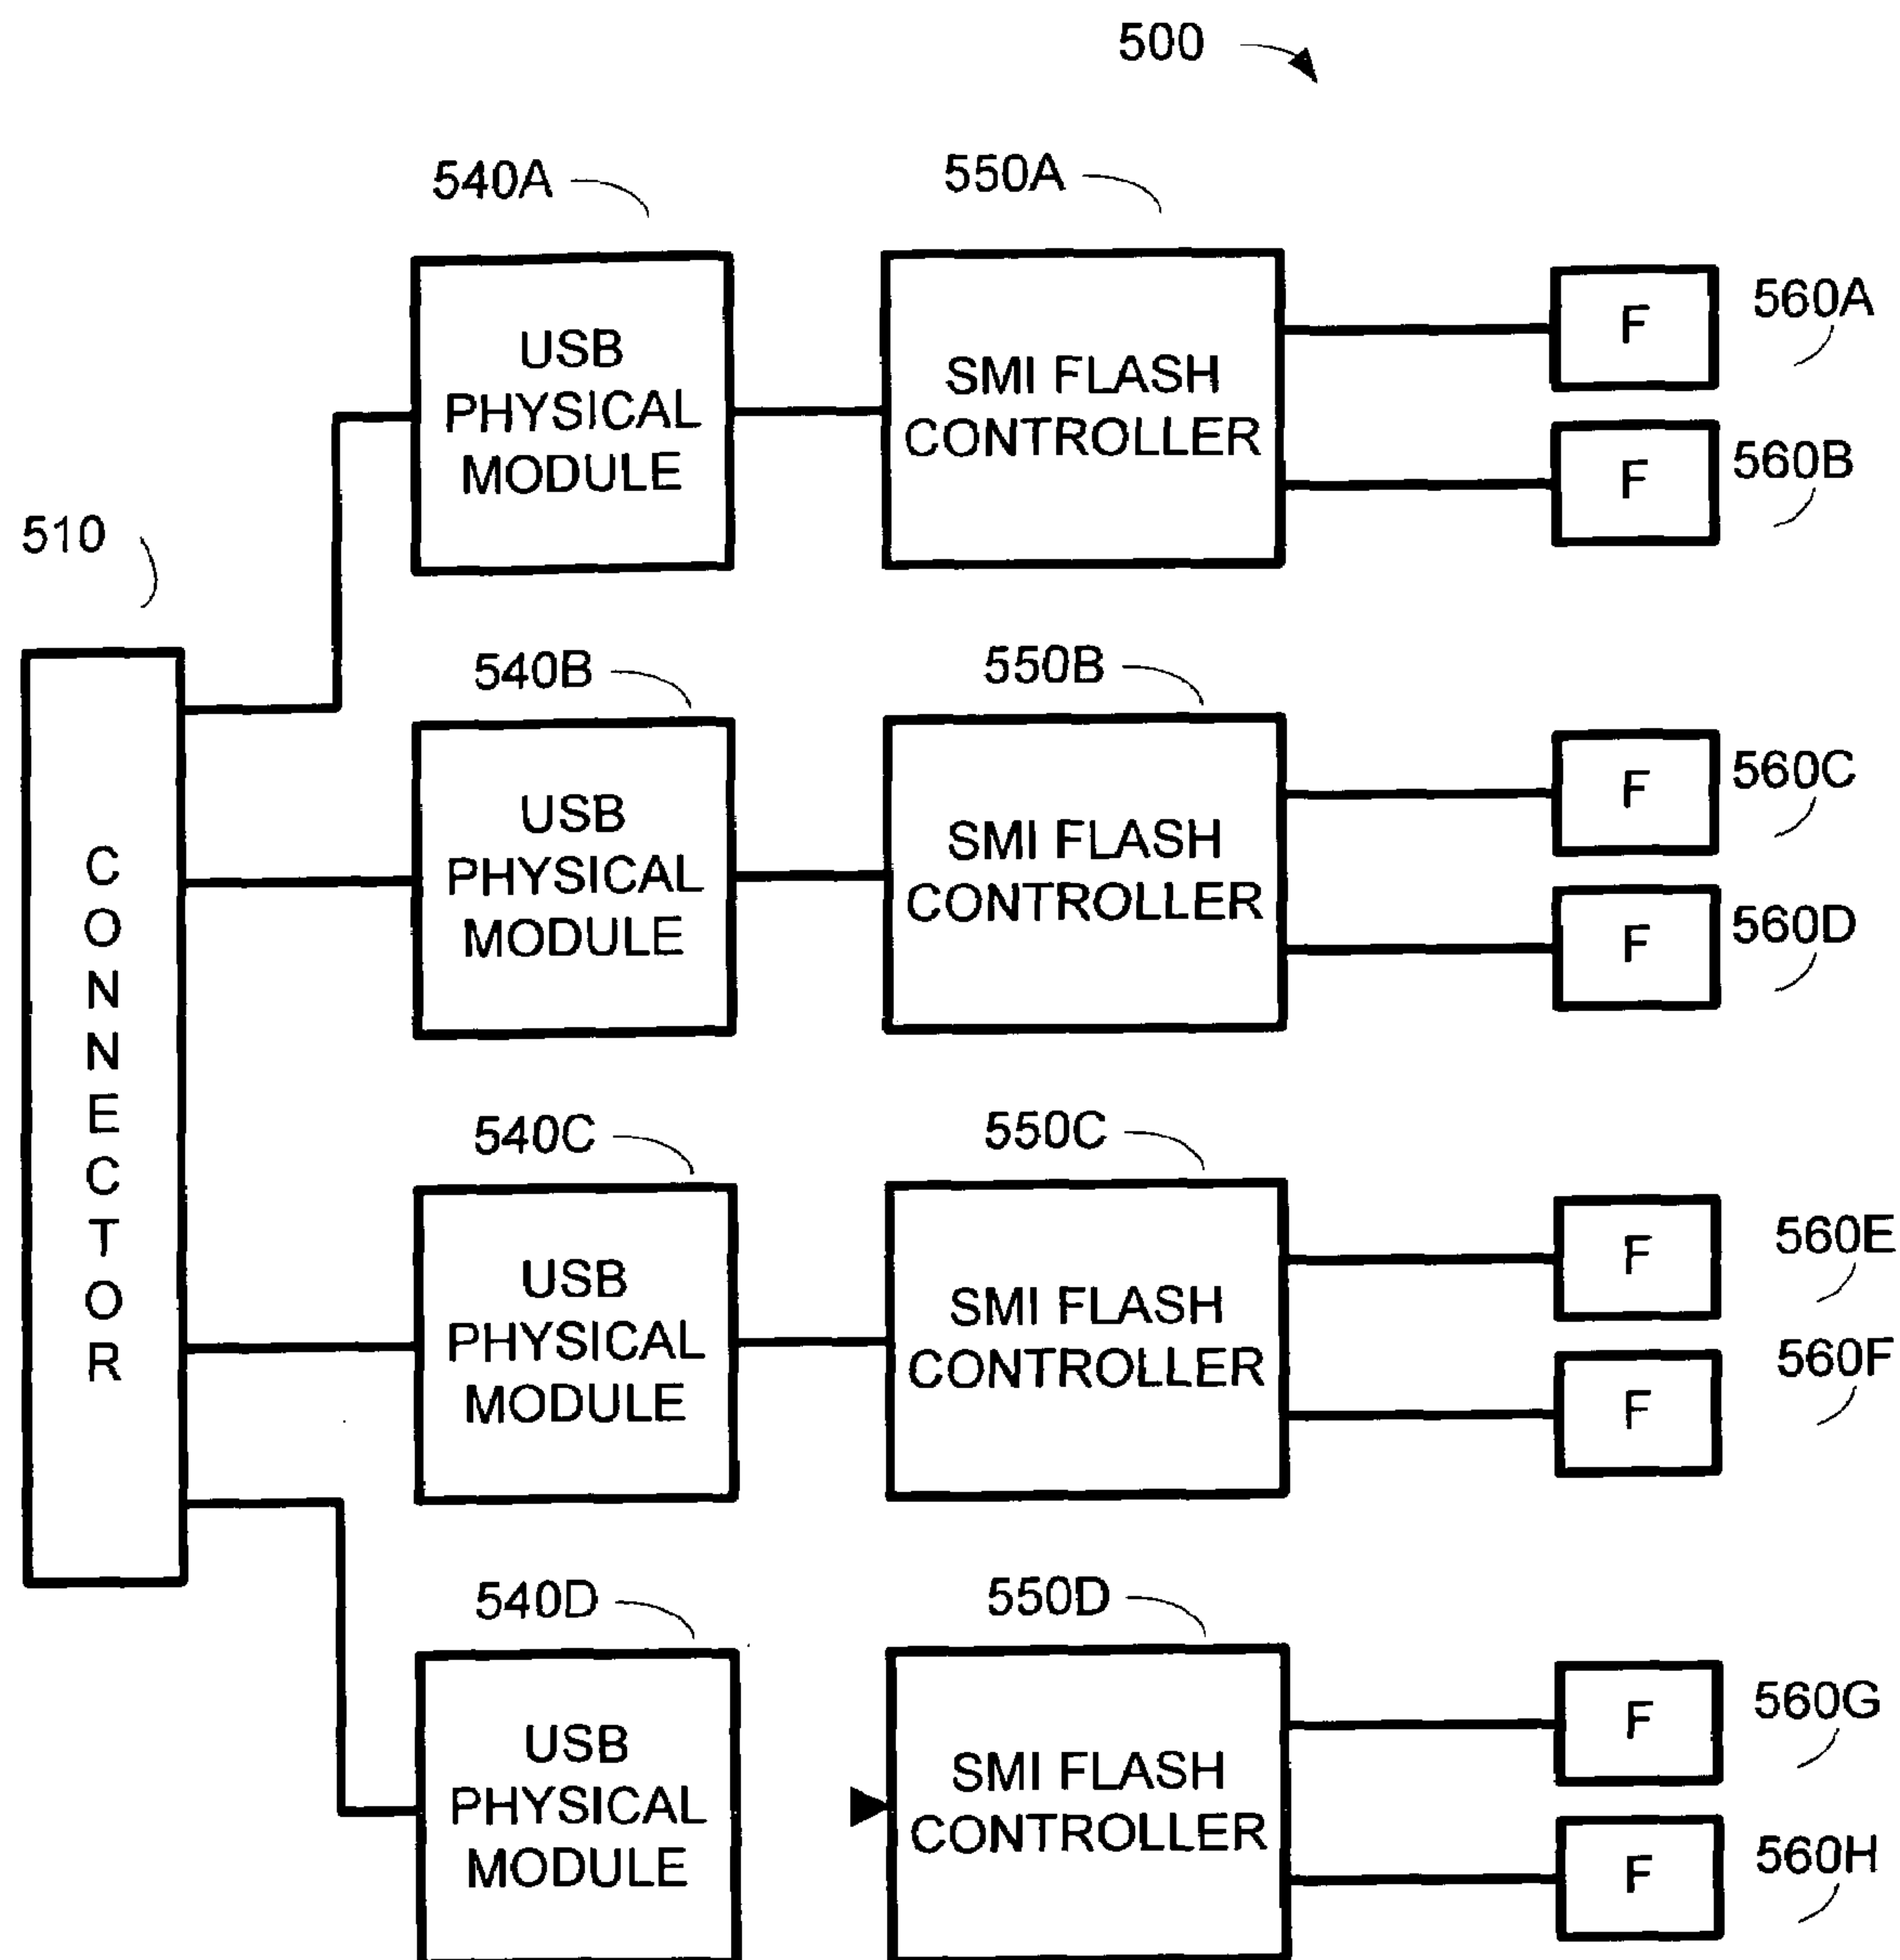 500
540A
550A
USB
PHYSICAL
MODULE
SMI FLASH
CONTROLLER
F
560A
F
560B
510
CONNECTOR
540B
550B
USB
PHYSICAL
MODULE
SMI FLASH
CONTROLLER
F
560C
F
560D
540C
550C
USB
PHYSICAL
MODULE
SMI FLASH
CONTROLLER
F
560E
F
560F
540D
550D
USB
PHYSICAL
MODULE
SMI FLASH
CONTROLLER
F
560G
F
560H